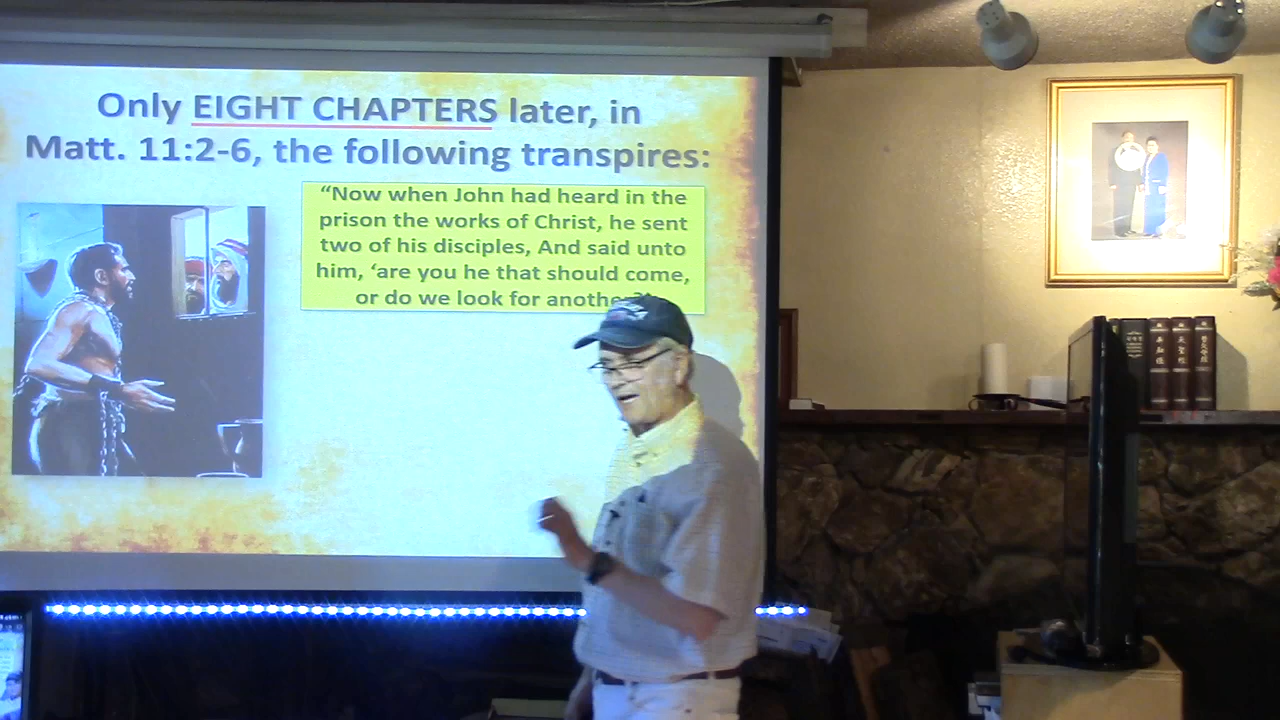 Only EIGHT CHAPTERS later, in
Matt. 11:2-6, the following transpires:
“Now when John had heard in the
prison the works of Christ, he sent
two of his disciples, And said unto
him, ‘are you he that should come,
or do we look for another?’